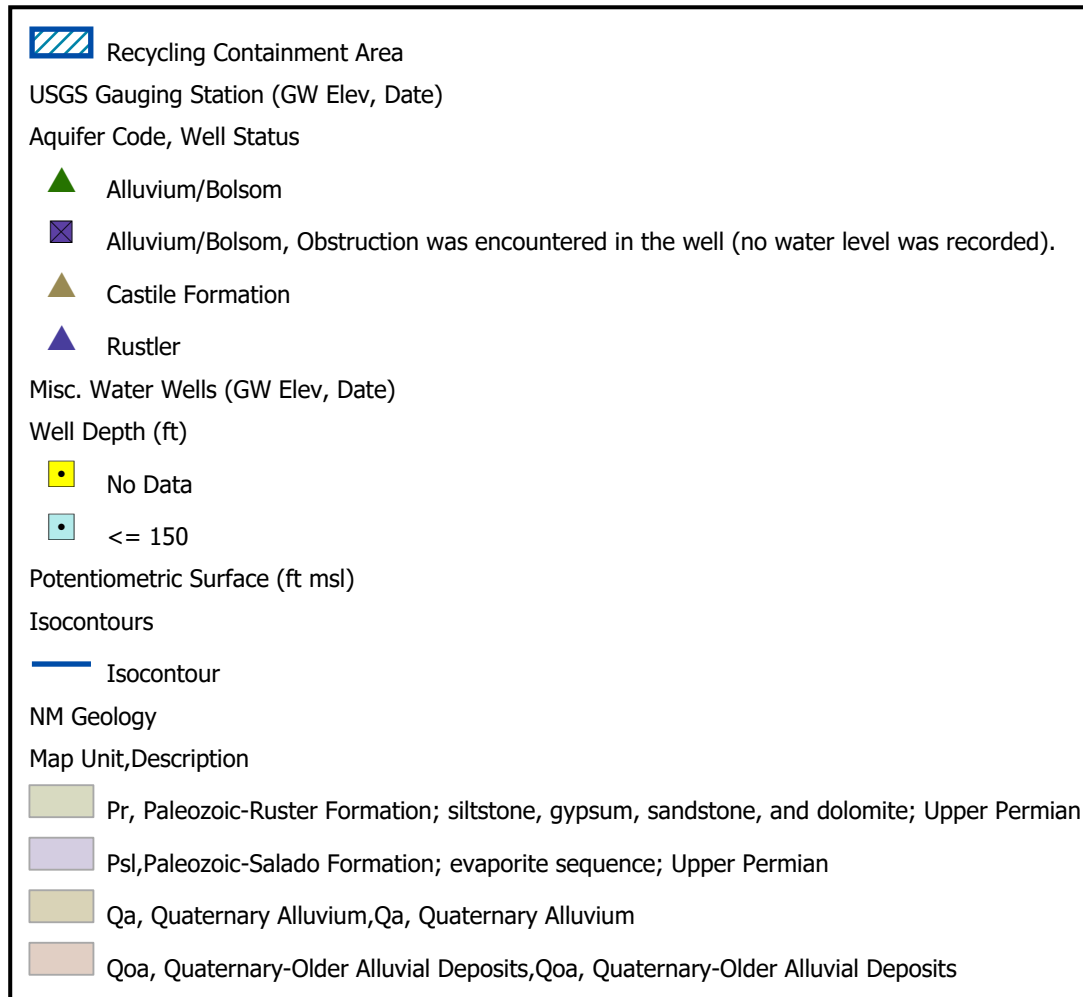 Recycling Containment Area
USGS Gauging Station (GW Elev, Date)
Aquifer Code, Well Status
Alluvium/Bolsom
Alluvium/Bolsom, Obstruction was encountered in the well (no water level was recorded).
Castile Formation
Rustler
Misc. Water Wells (GW Elev, Date)
Well Depth (ft)
No Data
<= 150
Potentiometric Surface (ft msl)
Isocontours
Isocontour
NM Geology
Map Unit,Description
Pr, Paleozoic-Ruster Formation; siltstone, gypsum, sandstone, and dolomite; Upper Permian
Psl,Paleozoic-Salado Formation; evaporite sequence; Upper Permian
Qa, Quaternary Alluvium,Qa, Quaternary Alluvium
Qoa, Quaternary-Older Alluvial Deposits,Qoa, Quaternary-Older Alluvial Deposits